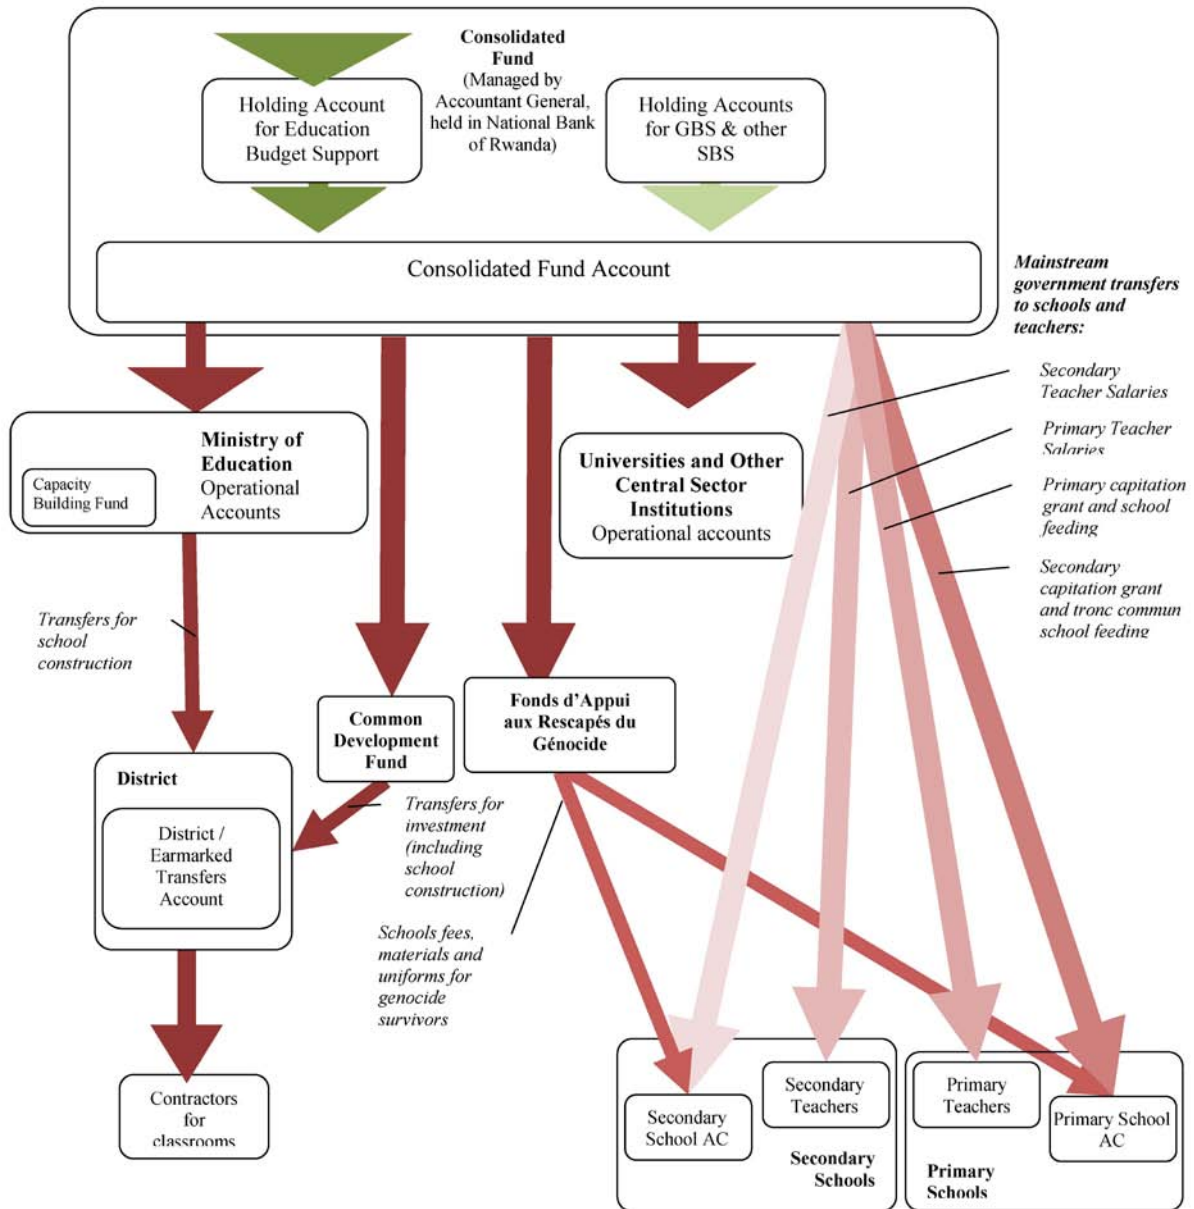 Consolidated
Fund
(Managed by
Accountant General,
held in National Bank
of Rwanda)
Holding Account
for Education
Budget Support
Holding Accounts
for GBS & other
SBS
Consolidated Fund Account
Mainstream
government transfers
to schools and
teachers:
Secondary
Teacher Salaries
Primary Teacher
Salaries
Primary capitation
grant and school
feeding
Secondary
capitation grant
and tronc commun
school feeding
Ministry of
Education
Operational
Accounts
Capacity
Building Fund
Universities and Other
Central Sector
Institutions
Operational accounts
Transfers for
school
construction
Common
Development
Fund
Fonds d'Appui
aux Rescapés du
Génocide
District
District /
Earmarked
Transfers
Account
Transfers for
investment
(including
school
construction)
Schools fees,
materials and
uniforms for
genocide
survivors
Contractors
for
classrooms
Secondary
School AC
Secondary
Teachers
Secondary
Schools
Primary
Teachers
Primary School
AC
Primary
Schools